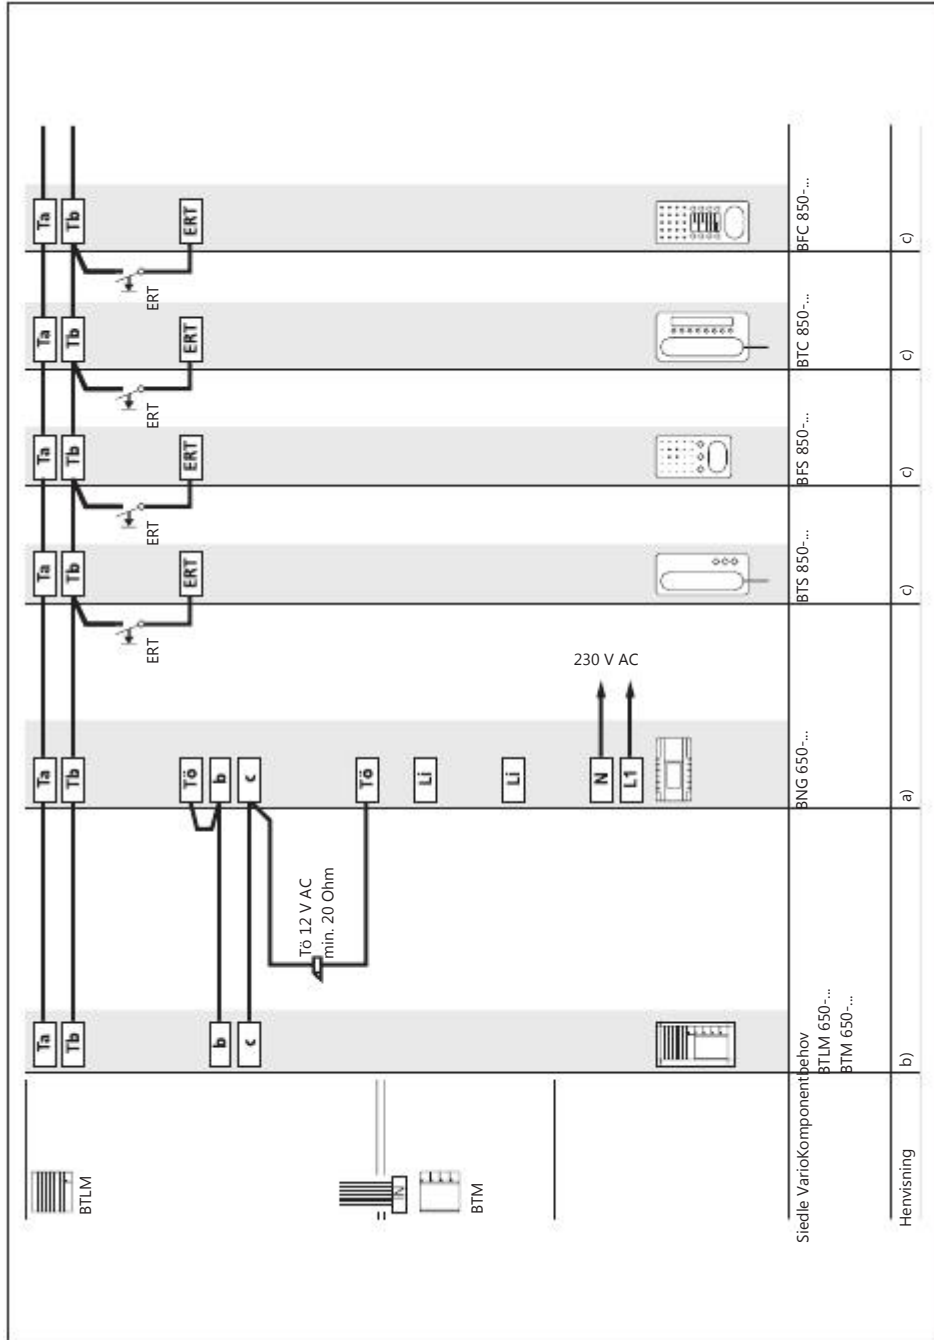 BTLM
IN
BTM
Ta
Tb
b
c
Tö 12 V AC
min. 20 Ohm
Ta
Tb
Tö
b
c
Tö
Li
Li
N
L1
230 V AC
Ta
Tb
ERT
ERT
Ta
Tb
ERT
ERT
Ta
Tb
ERT
ERT
Ta
Tb
ERT
ERT
Siedle VarioKomponentbehov
BTLM 650-...
BTM 650-...
BNG 650-...
BTS 850-...
BFS 850-...
BTC 850-...
BFC 850-...
Henvisning
b)
a)
c)
c)
c)
c)